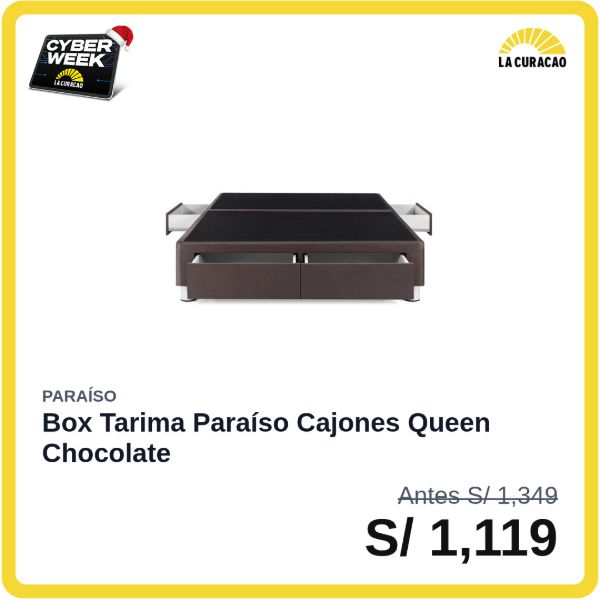 CYBER
WEEK
LA CURACAO
LA CURACAO
PARAÍSO
Box Tarima Paraíso Cajones Queen
Chocolate
Antes S/ 1,349
S/ 1,119